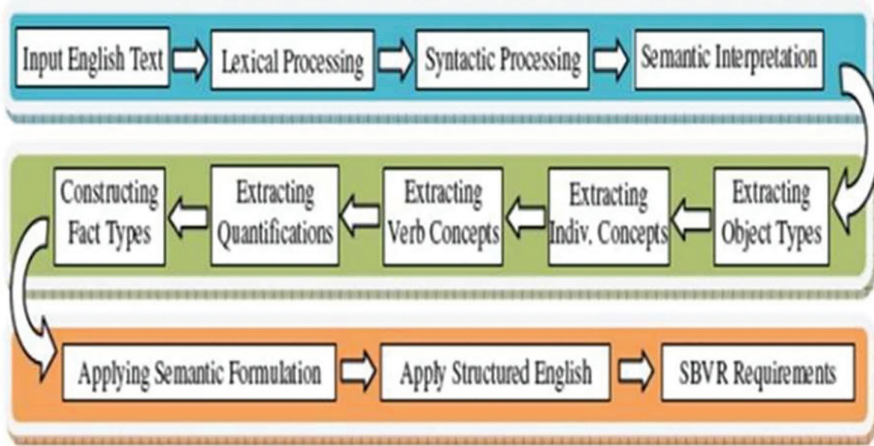 Input English Text
Lexical Processing
Syntactic Processing
Semantic Interpretation
Extracting
Object Types
Extracting
Indiv. Concepts
Extracting
Verb Concepts
Extracting
Quantifications
Constructing
Fact Types
Applying Semantic Formulation
Apply Structured English
SBVR Requirements